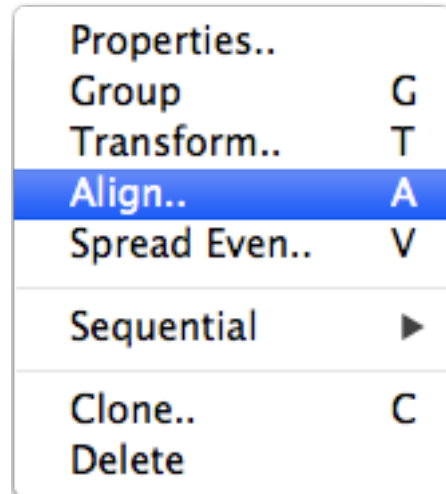 Properties..
Group G
Transform.. T
Align.. A
Spread Even.. V
Sequential
Clone.. C
Delete